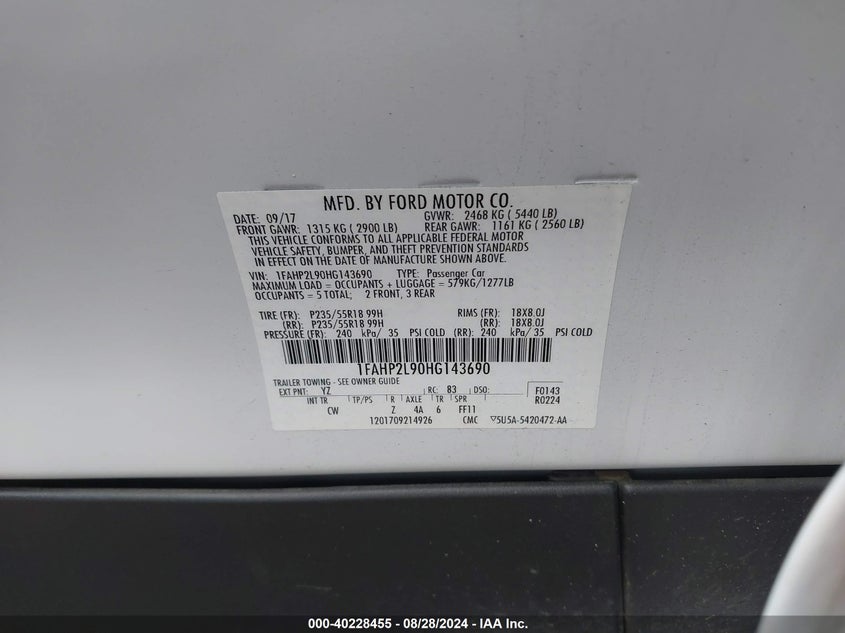 MFD. BY FORD MOTOR CO.
DATE: 09/17 GVWR: 2468 KG ( 5440 LB)
FRONT GAWR: 1315 KG ( 2900 LB) REAR GAWR: 1161 KG ( 2560 LB)
THIS VEHICLE CONFORMS TO ALL APPLICABLE FEDERAL MOTOR
VEHICLE SAFETY, BUMPER, AND THEFT PREVENTION STANDARDS
IN EFFECT ON THE DATE OF MANUFACTURE SHOWN ABOVE.
VIN: 1FAHP2L90HG143690 TYPE: Passenger Car
MAXIMUM LOAD = OCCUPANTS + LUGGAGE = 579KG/1277LB
OCCUPANTS = 5 TOTAL; 2 FRONT, 3 REAR
TIRE (FR): P235/55R18 99H RIMS (FR): 18X8.0J
(RR): P235/55R18 99H (RR): 18X8.0J
PRESSURE (FR): 240 kPa/ 35 PSI COLD (RR): 240 kPa/ 35 PSI COLD
1FAHP2L90HG143690
TRAILER TOWING - SEE OWNER GUIDE
EXT PNT: YZ RC: 83 DSO: F0143
INT TR TP/PS R AXLE TR SPR R0224
CW Z 4A 6 FF11
1201709214926 CMC ▽5U5A-5420472-AA
000-40228455 - 08/28/2024 - IAA Inc.